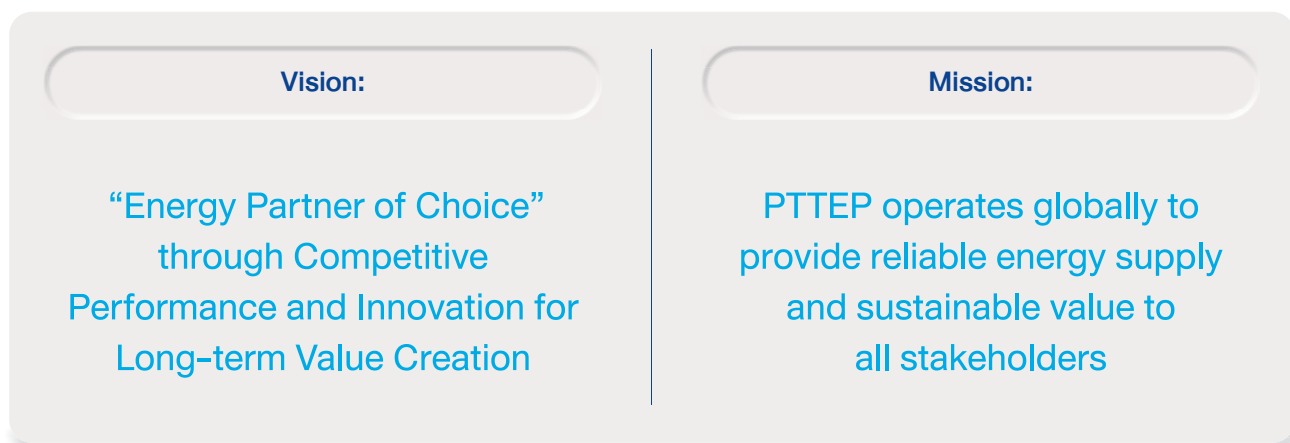 Vision:
“Energy Partner of Choice”
through Competitive
Performance and Innovation for
Long-term Value Creation
Mission:
PTTEP operates globally to
provide reliable energy supply
and sustainable value to
all stakeholders